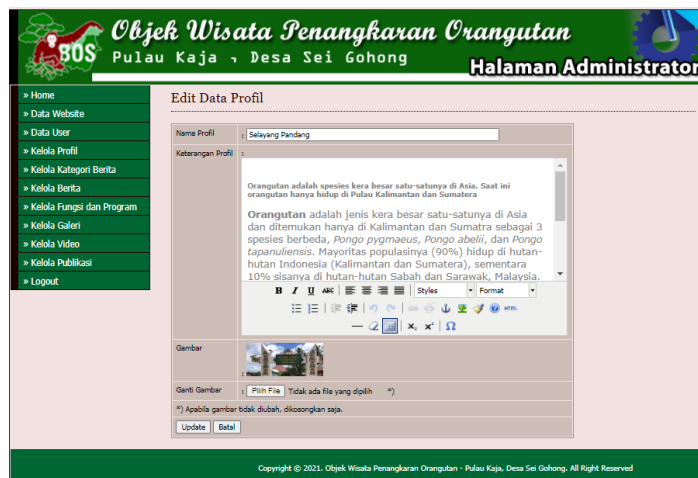 BOS
Objek Wisata Penangkaran Orangutan
Pulau Kaja , Desa Sei Gohong
Halaman Administrator
» Home
» Data Website
» Data User
» Kelola Profil
» Kelola Kategori Berita
» Kelola Berita
» Kelola Fungsi dan Program
» Kelola Galeri
» Kelola Video
» Kelola Publikasi
» Logout
Edit Data Profil
Nama Profil : Selayang Pandang
Keterangan Profil :
Orangutan adalah spesies kera besar satu-satunya di Asia. Saat ini
orangutan hanya hidup di Pulau Kalimantan dan Sumatera
Orangutan adalah jenis kera besar satu-satunya di Asia
dan ditemukan hanya di Kalimantan dan Sumatra sebagai 3
spesies berbeda, Pongo pygmaeus, Pongo abelii, dan Pongo
tapanuliensis. Mayoritas populasinya (90%) hidup di hutan-
hutan Indonesia (Kalimantan dan Sumatera), sementara
10% sisanya di hutan-hutan Sabah dan Sarawak, Malaysia.
B I U ABC Styles Format
HTML
x, x² Ω
Gambar :
Ganti Gambar : Pilih File Tidak ada file yang dipilih *)
*) Apabila gambar tidak diubah, dikosongkan saja.
Update Batal
Copyright © 2021. Objek Wisata Penangkaran Orangutan - Pulau Kaja, Desa Sei Gohong. All Right Reserved